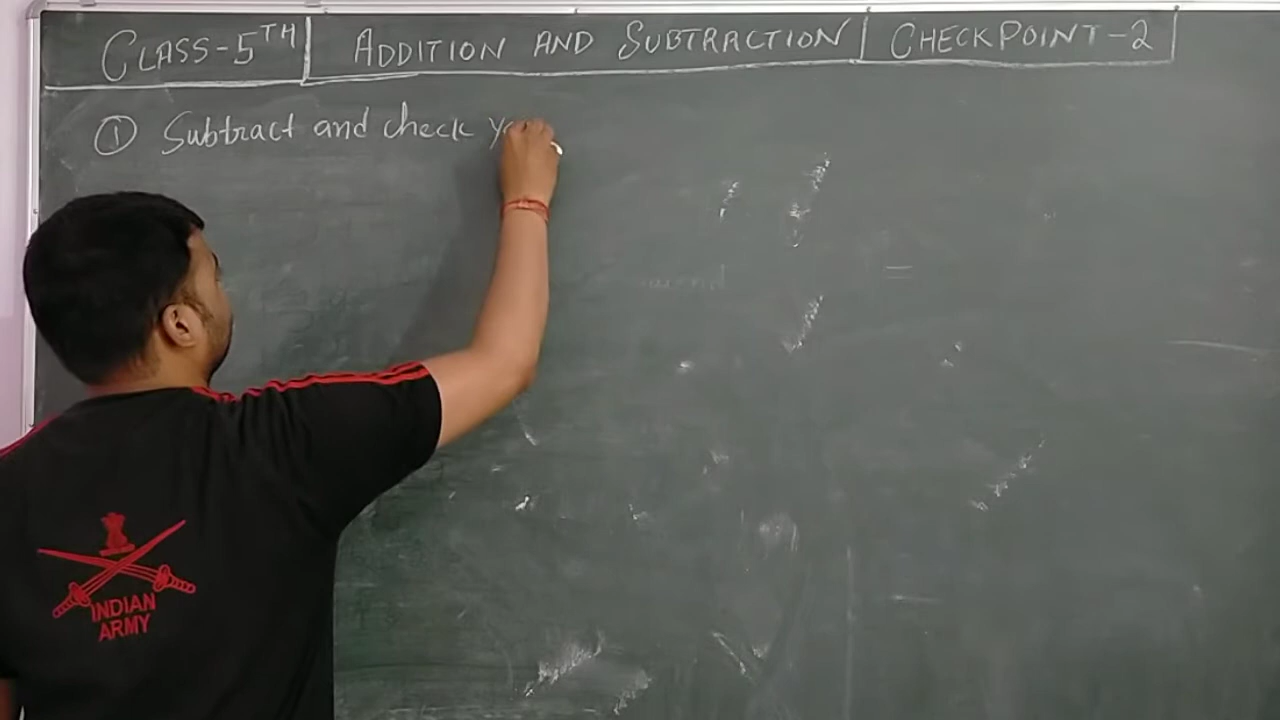 CLASS-5TH ADDITION AND SUBTRACTION CHECKPOINT-2
① Subtract and check
INDIAN
ARMY